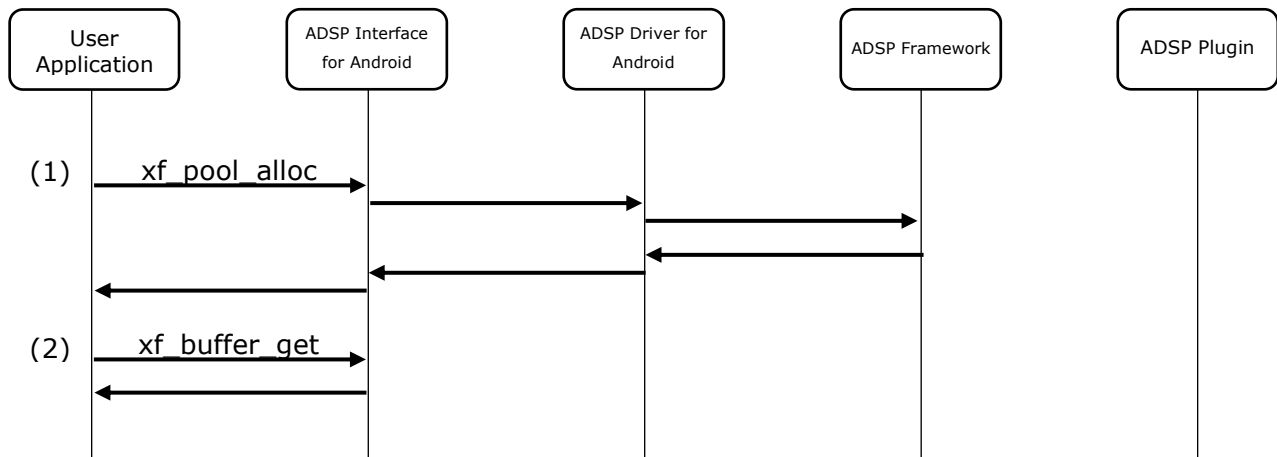 User
Application
ADSP Interface
for Android
ADSP Driver for
Android
ADSP Framework
ADSP Plugin
(1) xf_pool_alloc
(2) xf_buffer_get